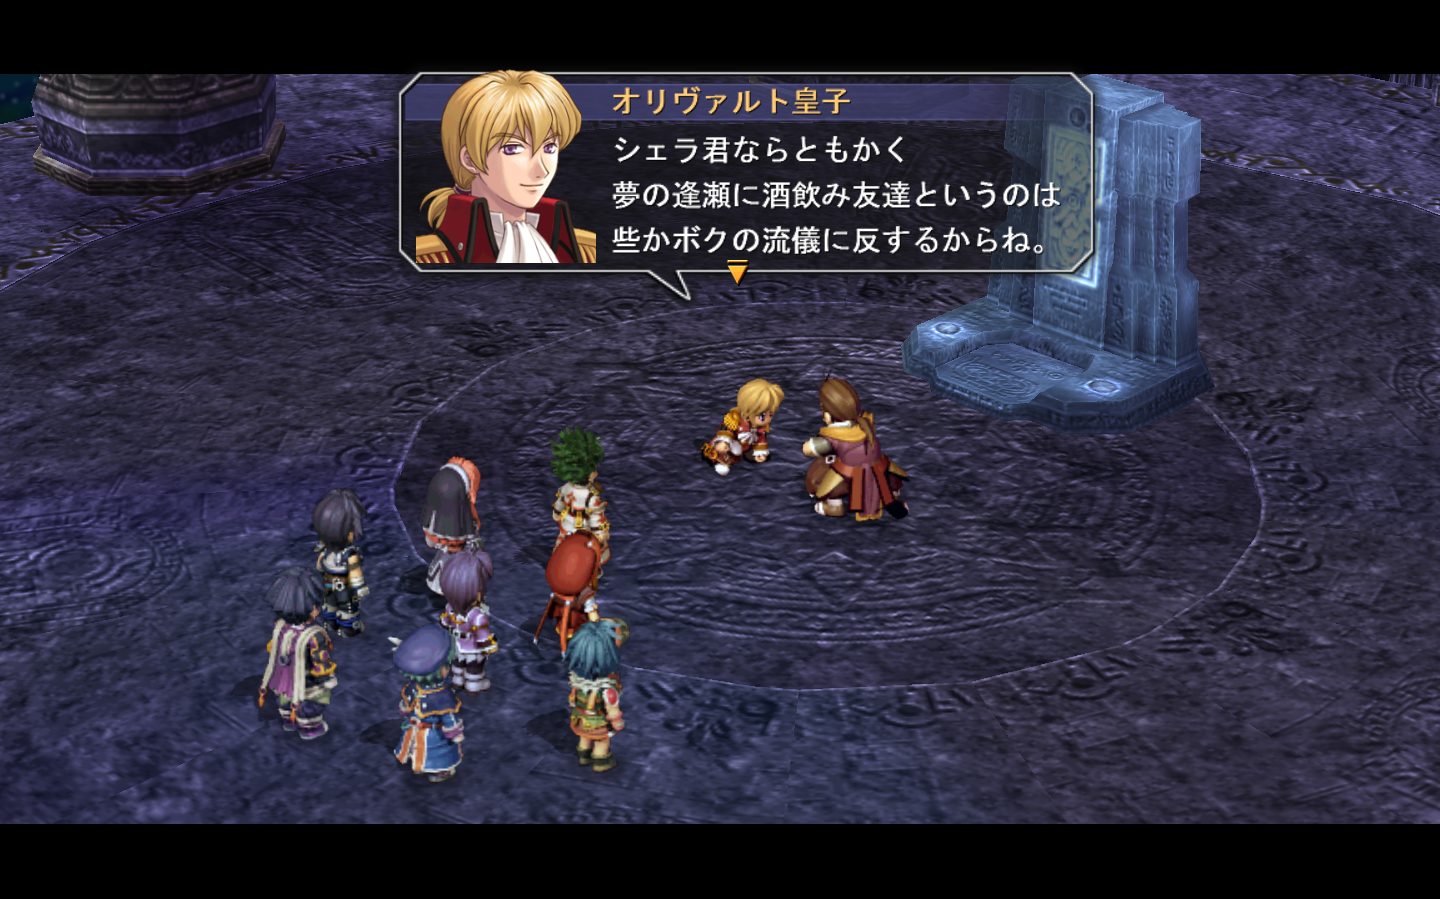 オリヴァルト皇子
シェラ君ならともかく
夢の逢瀬に酒飲み友達というのは
些かボクの流儀に反するからね。